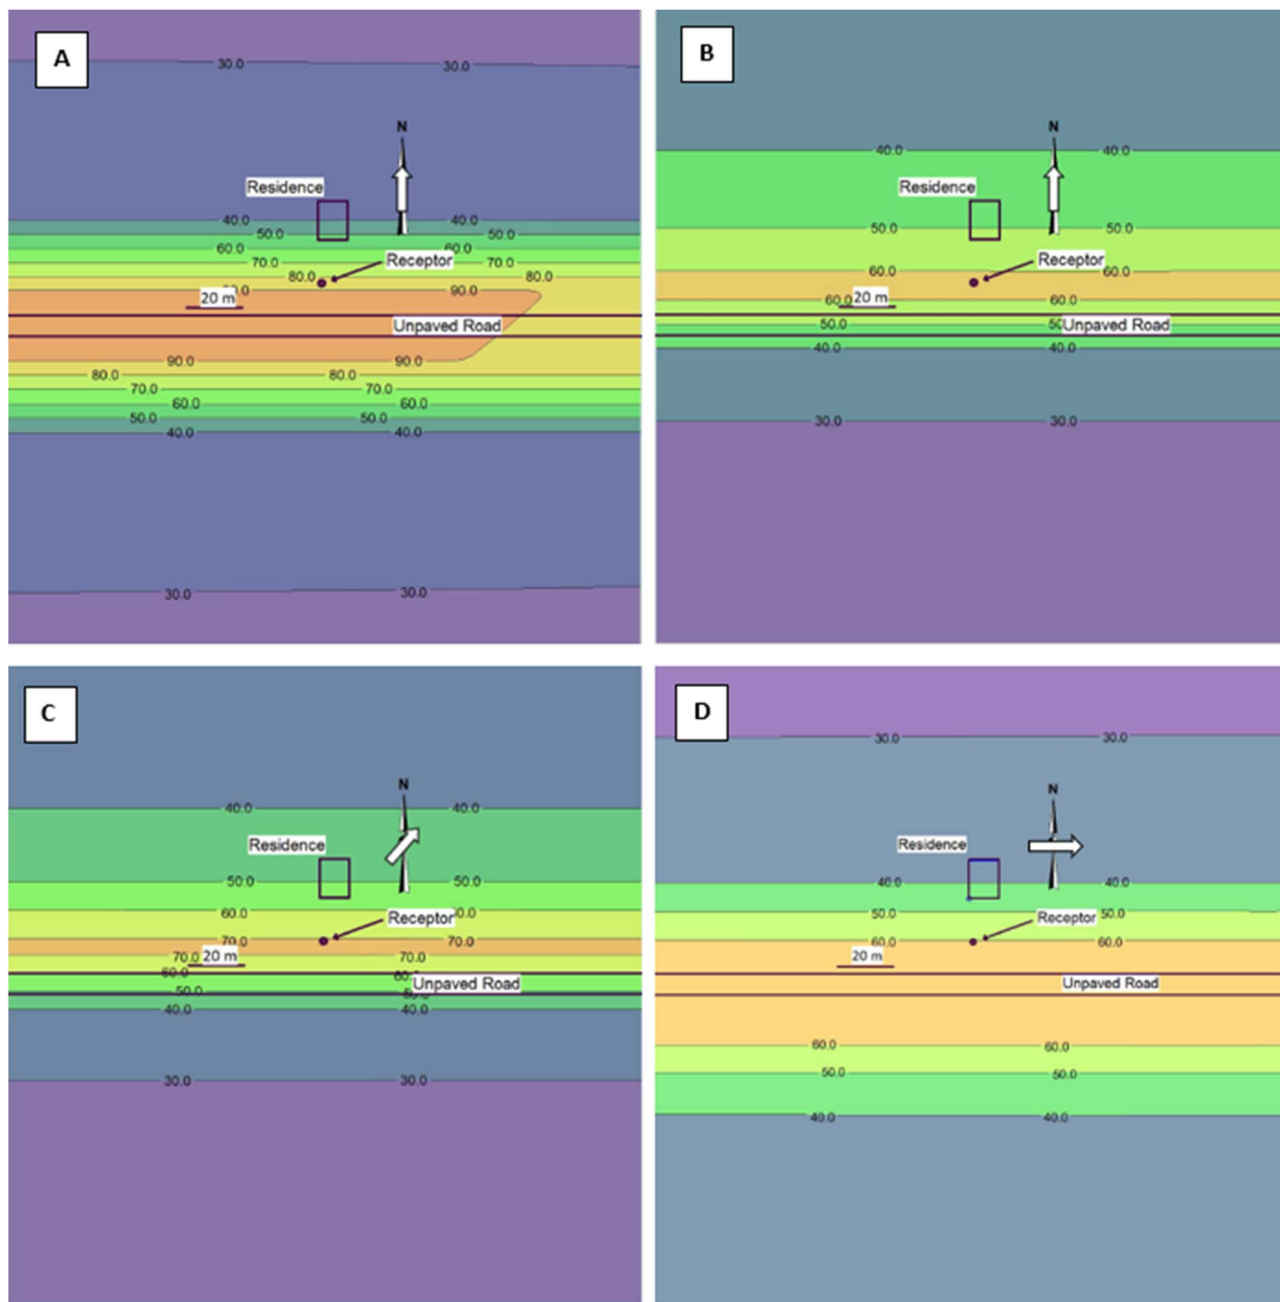 A
30.0 30.0
N
Residence
40.0 40.0
50.0 50.0
60.0 60.0
70.0 70.0
Receptor
80.0 80.0
90.0
20 m
Unpaved Road
90.0 90.0
80.0 80.0
70.0 70.0
60.0 60.0
50.0 50.0
40.0 40.0
30.0 30.0
B
N
40.0 40.0
Residence
50.0 50.0
Receptor
60.0
60.0 20 m 60.0
50.0 Unpaved Road
40.0 40.0
30.0 30.0
C
N
40.0 40.0
Residence
50.0 50.0
60.0
Receptor
70.0 70.0
70.0 20 m 70.0
60.0
Unpaved Road
50.0
40.0 40.0
30.0 30.0
D
30.0 30.0
N
Residence
40.0 40.0
50.0 Receptor 50.0
60.0 60.0
20 m
Unpaved Road
60.0 60.0
50.0 50.0
40.0 40.0